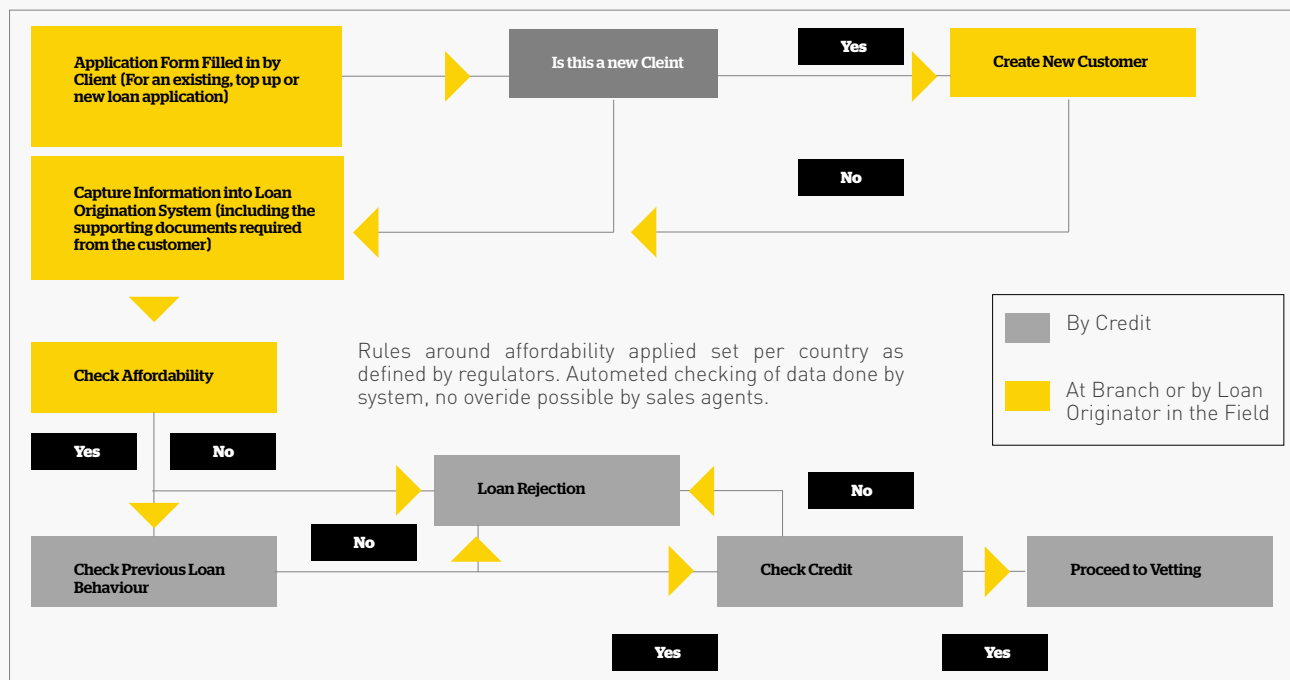 Application Form Filled in by
Client (For an existing, top up or
new loan application)
Is this a new Cleint
Yes
Create New Customer
No
Capture Information into Loan
Origination System (including the
supporting documents required
from the customer)
By Credit
At Branch or by Loan
Originator in the Field
Check Affordability
Rules around affordability applied set per country as
defined by regulators. Autometed checking of data done by
system, no overide possible by sales agents.
Yes
No
Loan Rejection
No
No
Check Previous Loan
Behaviour
Check Credit
Proceed to Vetting
Yes
Yes